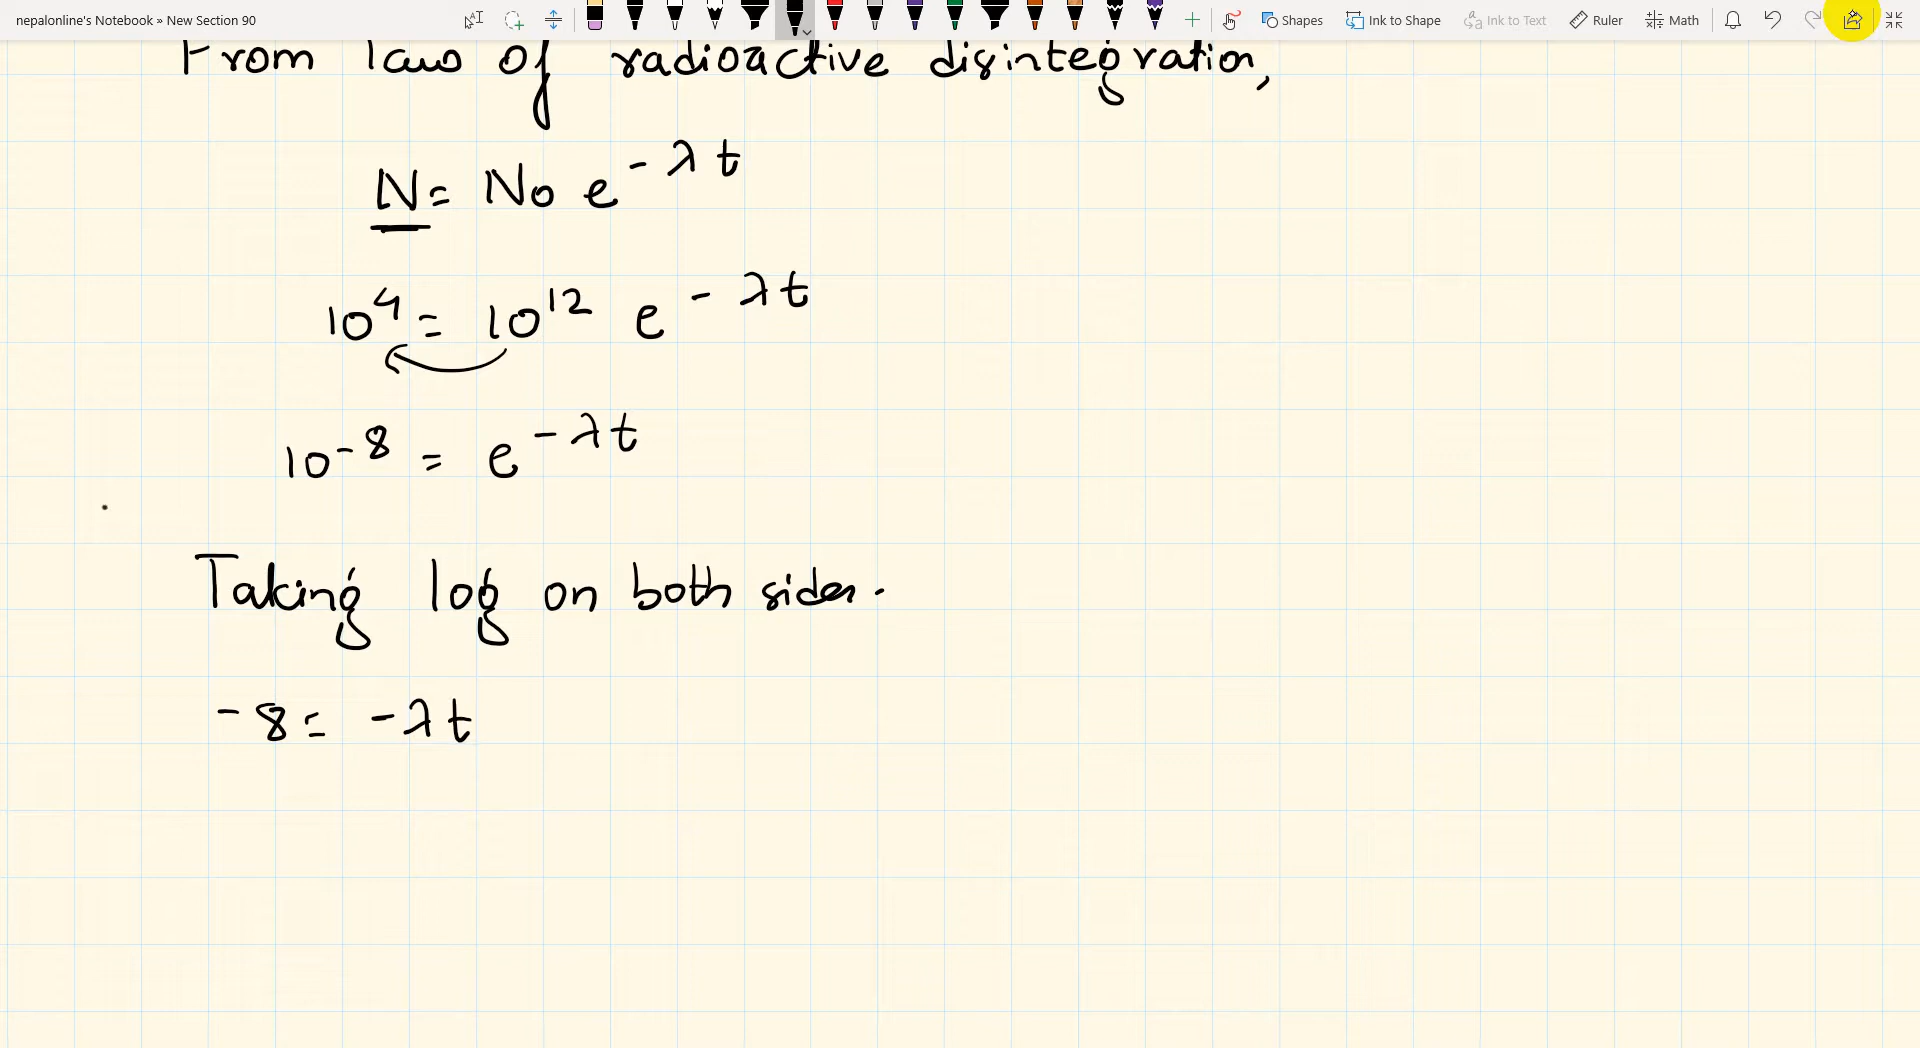 nepalonline's Notebook » New Section 90
Shapes Ink to Shape Ink to Text Ruler Math
From law of radioactive disintegration,
N = No e^-λt
10^4 = 10^12 e^-λt
10^-8 = e^-λt
Taking log on both sides.
-8 = -λt